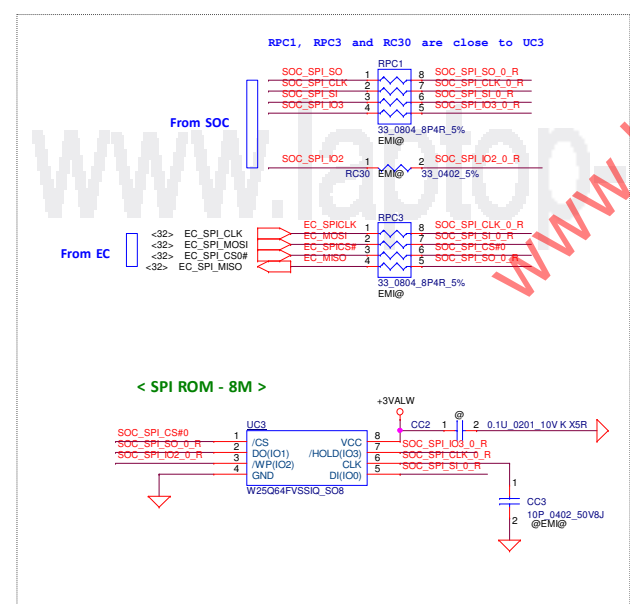 RPC1, RPC3 and RC30 are close to UC3
RPC1
SOC_SPI_SO 1 8 SOC_SPI_SO_0_R
SOC_SPI_CLK 2 7 SOC_SPI_CLK_0_R
SOC_SPI_SI 3 6 SOC_SPI_SI_0_R
SOC_SPI_IO3 4 5 SOC_SPI_IO3_0_R
From SOC
33_0804_8P4R_5%
EMI@
SOC_SPI_IO2 1 2 SOC_SPI_IO2_0_R
RC30 EMI@ 33_0402_5%
www.laptop
www
RPC3
<32> EC_SPI_CLK EC_SPICLK 1 8 SOC_SPI_CLK_0_R
<32> EC_SPI_MOSI EC_MOSI 2 7 SOC_SPI_SI_0_R
From EC
<32> EC_SPI_CS0# EC_SPICS# 3 6 SOC_SPI_CS#0
<32> EC_SPI_MISO EC_MISO 4 5 SOC_SPI_SO_0_R
33_0804_8P4R_5%
EMI@
< SPI ROM - 8M >
+3VALW
@
CC2 1 2 0.1U_0201_10V K X5R
UC3
SOC_SPI_CS#0 1 /CS VCC 8
SOC_SPI_SO_0_R 2 DO(IO1) /HOLD(IO3) 7 SOC_SPI_IO3_0_R
SOC_SPI_IO2_0_R 3 /WP(IO2) CLK 6 SOC_SPI_CLK_0_R
4 GND DI(IO0) 5 SOC_SPI_SI_0_R
W25Q64FVSSIQ_SO8
1
CC3
10P_0402_50V8J
2 @EMI@